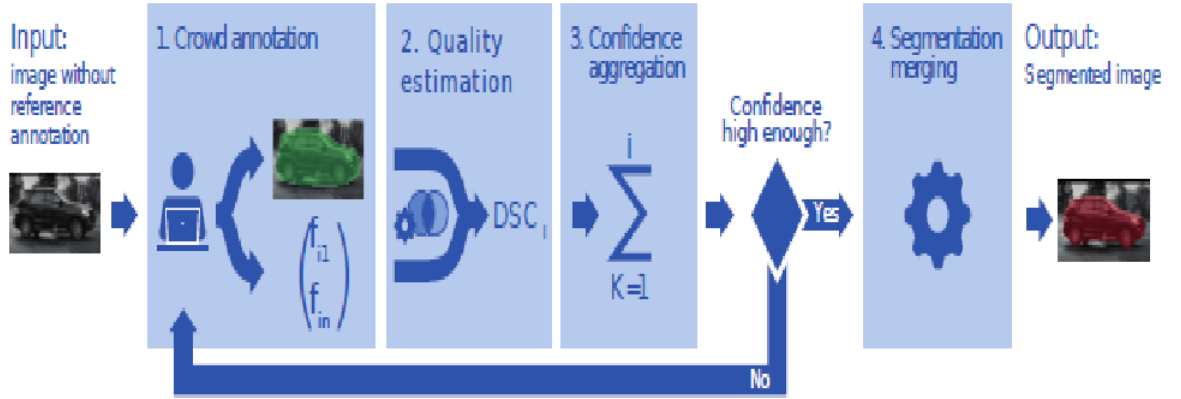 Input:
image without
reference
annotation
1. Crowd annotation
f i1
f in
2. Quality
estimation
DSC i
3. Confidence
aggregation
i
∑
K=1
Confidence
high enough?
Yes
No
4. Segmentation
merging
Output:
Segmented image